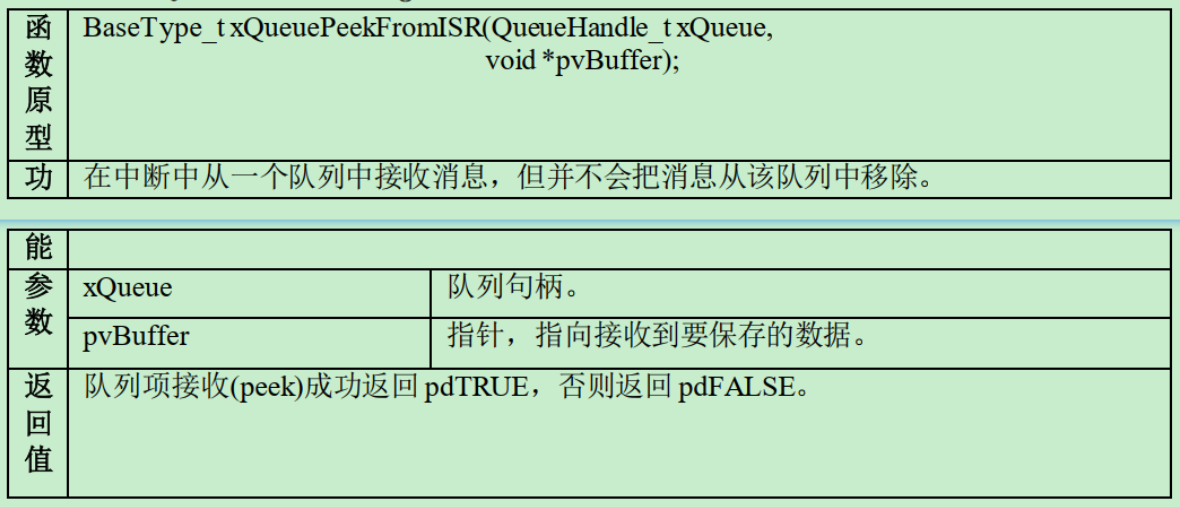 函数原型
BaseType_t xQueuePeekFromISR(QueueHandle_t xQueue,
void *pvBuffer);
功
在中断中从一个队列中接收消息，但并不会把消息从该队列中移除。
能
参数
xQueue
队列句柄。
pvBuffer
指针，指向接收到要保存的数据。
返回值
队列项接收(peek)成功返回 pdTRUE，否则返回 pdFALSE。